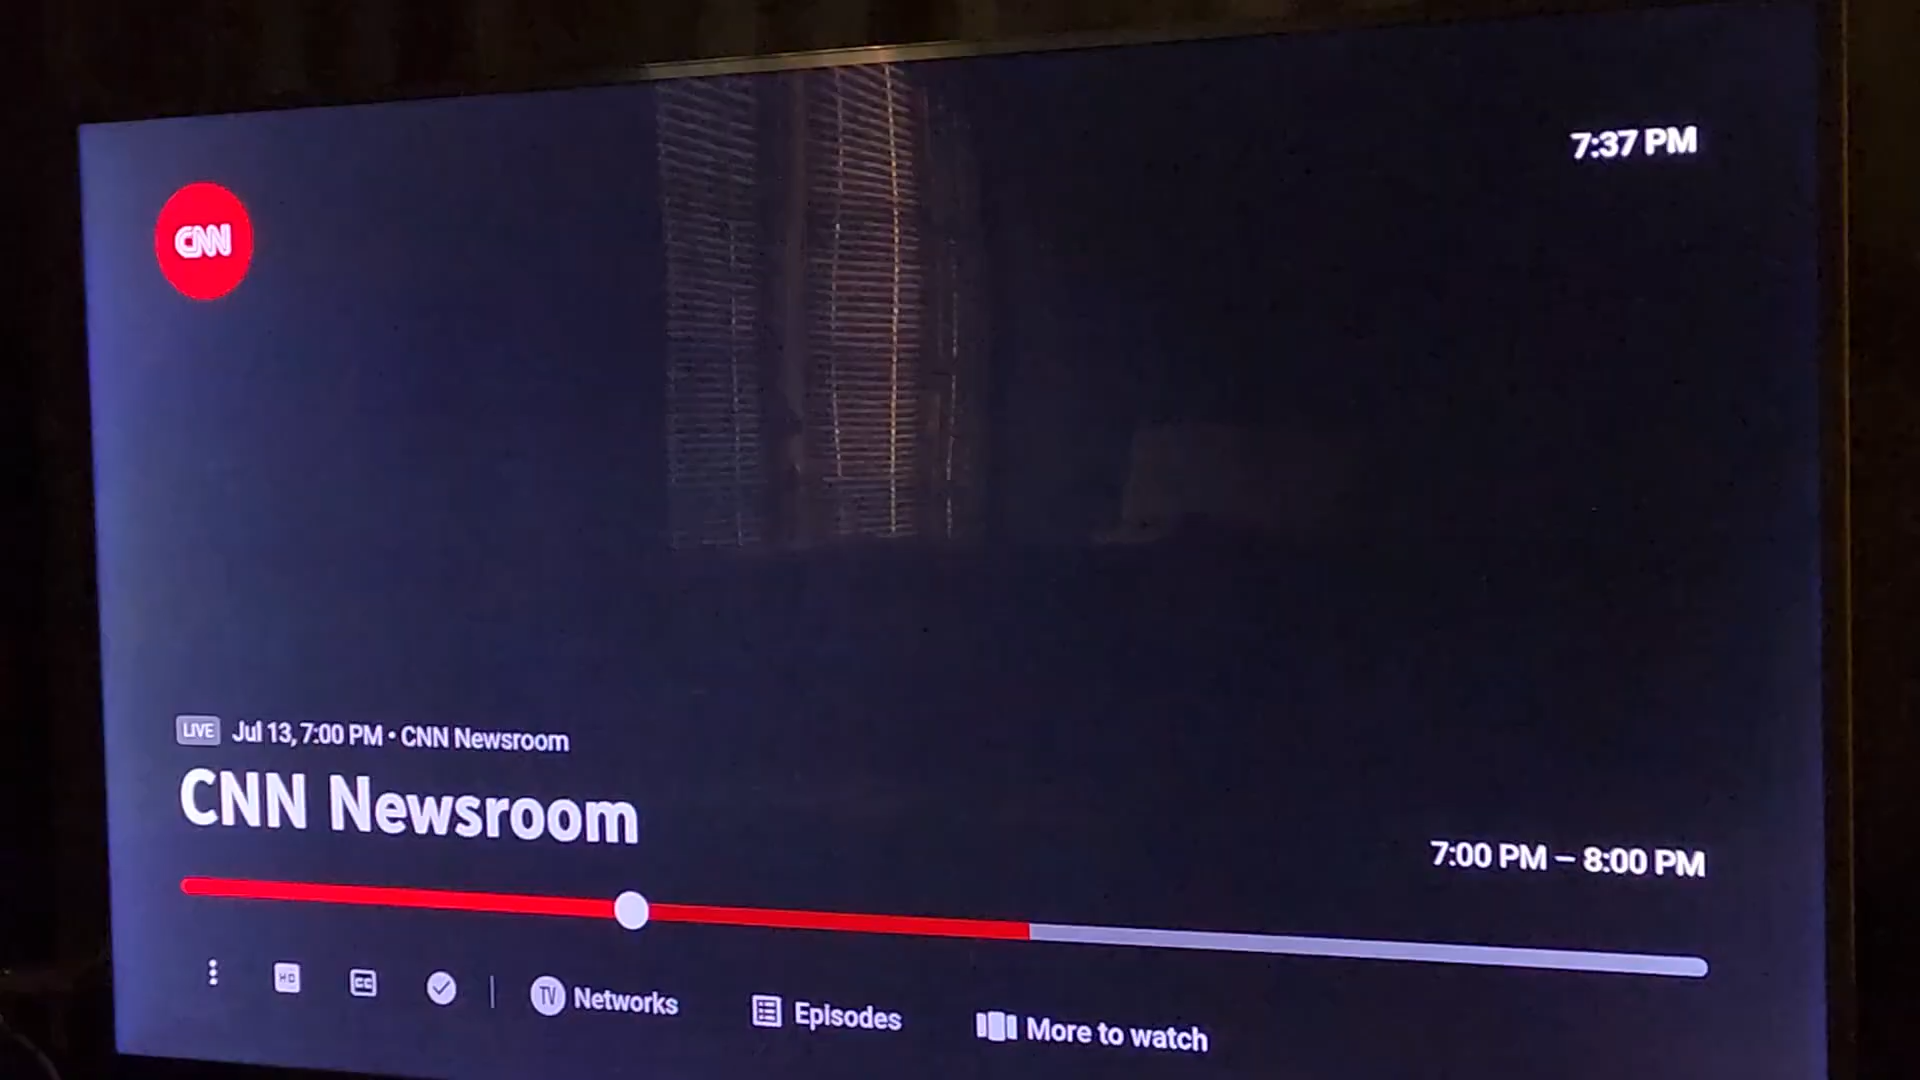 7:37 PM
CNN
LIVE Jul 13, 7:00 PM • CNN Newsroom
CNN Newsroom
7:00 PM – 8:00 PM
HD CC TV Networks Episodes More to watch